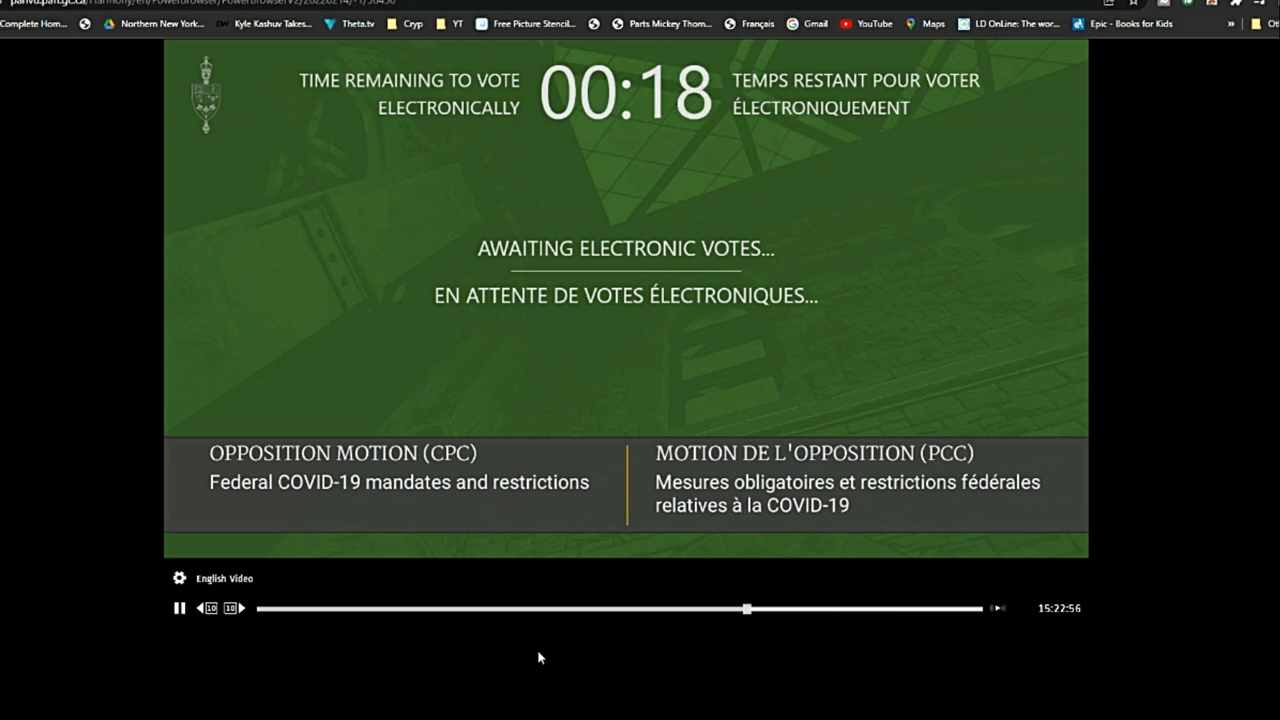 Complete Hom...
Northern New York...
Kyle Kashuv Takes...
Theta.tv
Cryp
YT
Free Picture Stencil...
Parts Mickey Thom...
Français
Gmail
YouTube
Maps
LD OnLine: The wor...
Epic - Books for Kids
»
TIME REMAINING TO VOTE
ELECTRONICALLY
00:18
TEMPS RESTANT POUR VOTER
ÉLECTRONIQUEMENT
AWAITING ELECTRONIC VOTES...
EN ATTENTE DE VOTES ÉLECTRONIQUES...
OPPOSITION MOTION (CPC)
Federal COVID-19 mandates and restrictions
MOTION DE L'OPPOSITION (PCC)
Mesures obligatoires et restrictions fédérales
relatives à la COVID-19
English Video
10
10
15:22:56